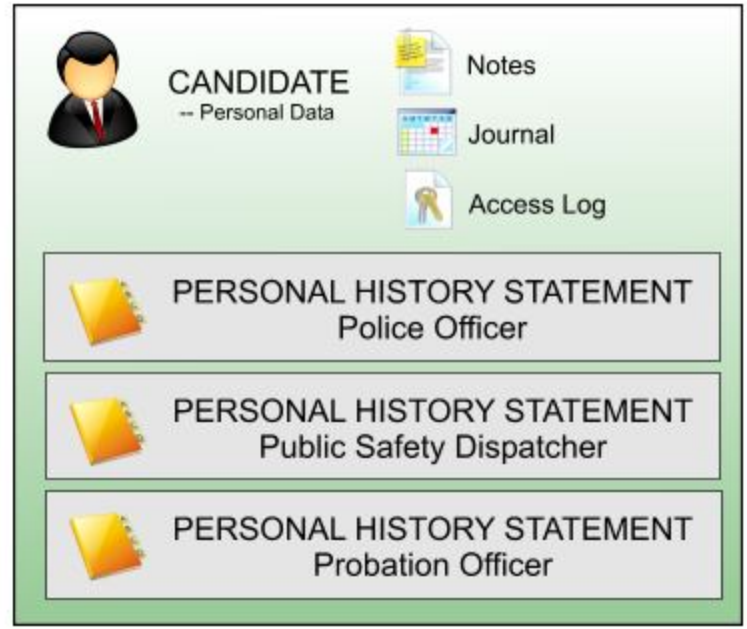 CANDIDATE
-- Personal Data
Notes
Journal
Access Log
PERSONAL HISTORY STATEMENT
Police Officer
PERSONAL HISTORY STATEMENT
Public Safety Dispatcher
PERSONAL HISTORY STATEMENT
Probation Officer